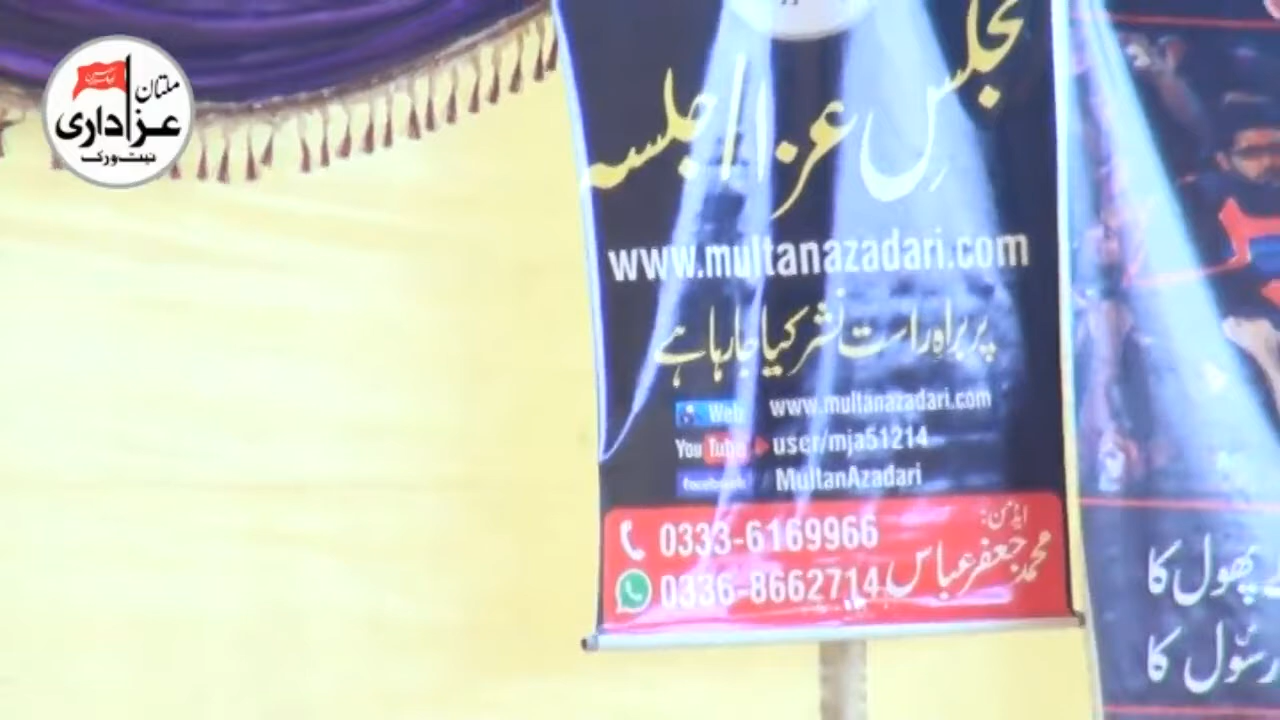 ملتان
عزاداری
نیٹ ورک
مجلسِ عزا/جلسہ
www.multanazadari.com
پر براہِ راست نشر کیا جا رہا ہے
Web www.multanazadari.com
YouTube user/mja51214
facebook MultanAzadari
ایڈمن:
0333-6169966
محمد جعفر عباس
0336-8662714
پھول کا
رسول کا